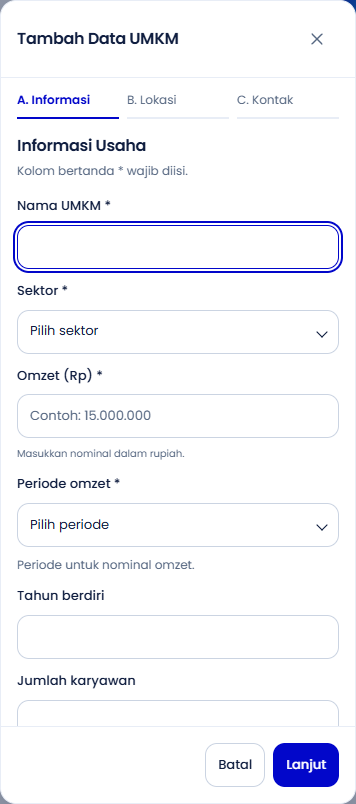 Tambah Data UMKM
A. Informasi
B. Lokasi
C. Kontak
Informasi Usaha
Kolom bertanda * wajib diisi.
Nama UMKM *
Sektor *
Pilih sektor
Omzet (Rp) *
Contoh: 15.000.000
Masukkan nominal dalam rupiah.
Periode omzet *
Pilih periode
Periode untuk nominal omzet.
Tahun berdiri
Jumlah karyawan
Batal
Lanjut